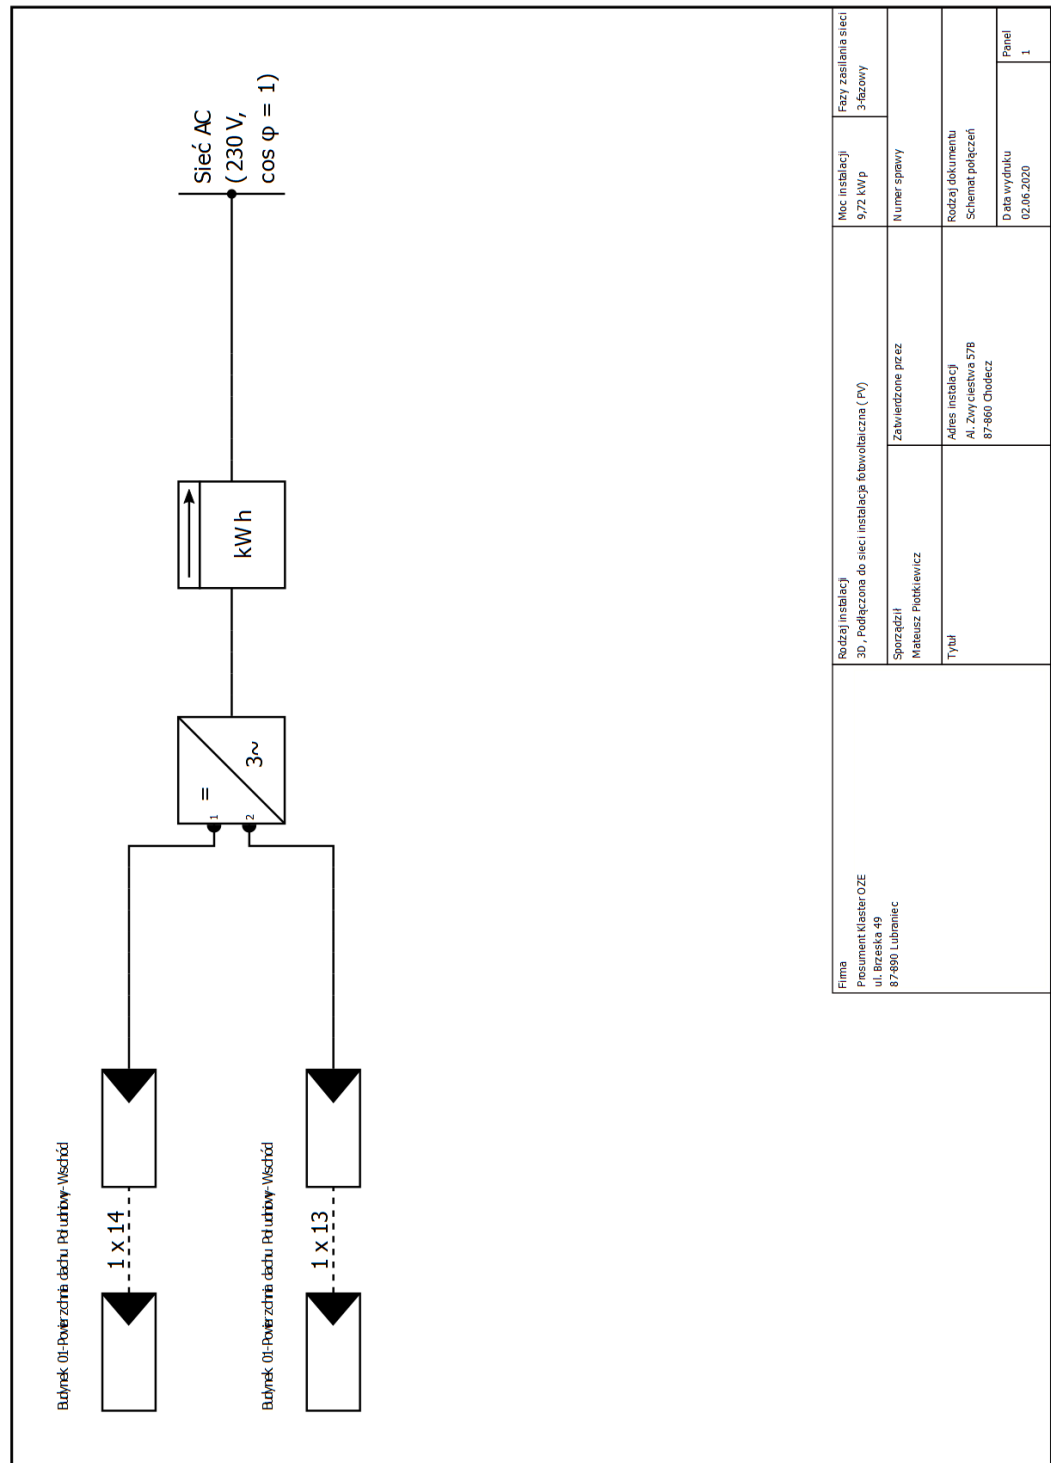 Budynek 01-Powierzchnia dachu Południowy-Wschód
1 x 14
Budynek 01-Powierzchnia dachu Południowy-Wschód
1 x 13
1
2
=
3~
kWh
Sieć AC
(230 V,
cos φ = 1)
Firma
Prosument Klaster OZE
ul. Brzeska 49
87-890 Lubraniec
Rodzaj instalacji
3D, Podłączona do sieci instalacja fotowoltaiczna (PV)
Moc instalacji
9,72 kWp
Fazy zasilania sieci
3-fazowy
Sporządził
Mateusz Piotrkiewicz
Zatwierdzone przez
Numer sprawy
Tytuł
Adres instalacji
Al. Zwyciestwa 57B
87-860 Chodecz
Rodzaj dokumentu
Schemat połączeń
Data wydruku
02.06.2020
Panel
1